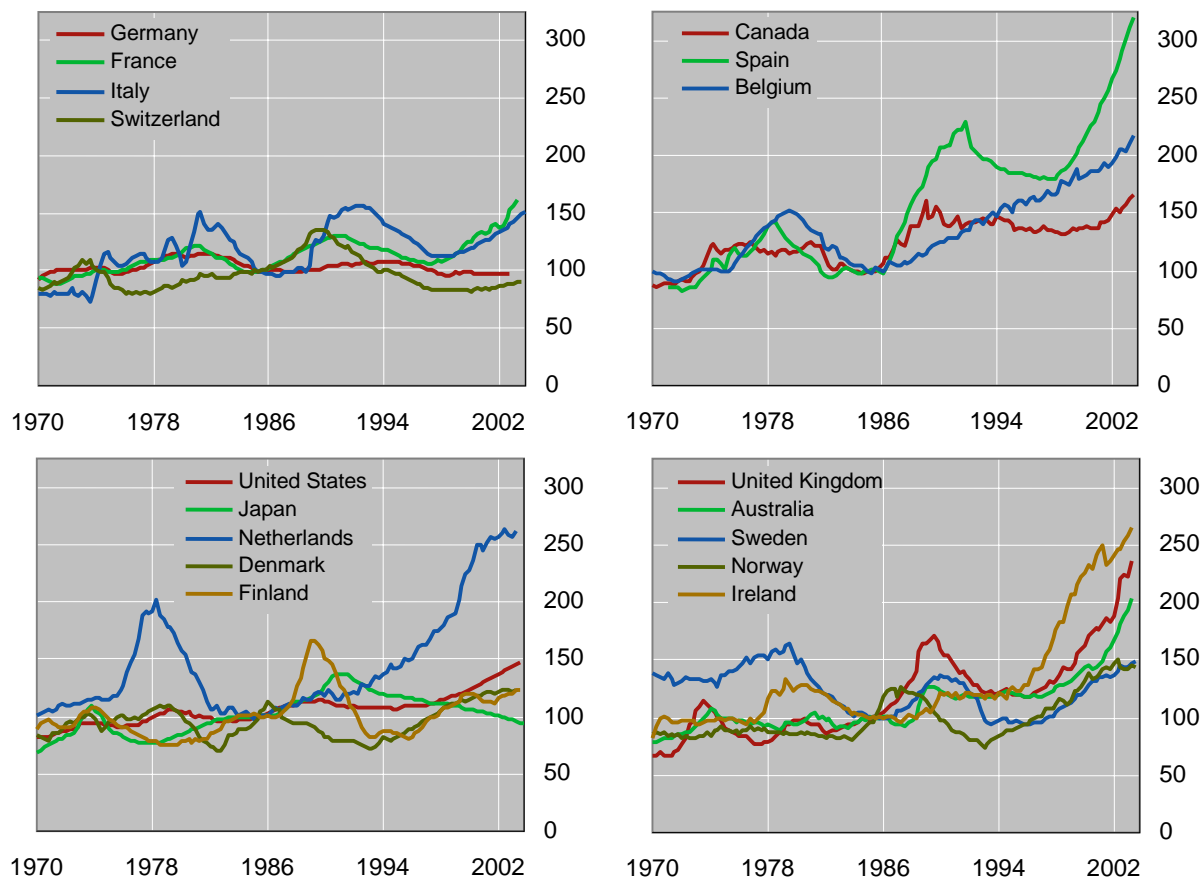 Germany
France
Italy
Switzerland
300
250
200
150
100
50
0
1970 1978 1986 1994 2002
Canada
Spain
Belgium
300
250
200
150
100
50
0
1970 1978 1986 1994 2002
United States
Japan
Netherlands
Denmark
Finland
300
250
200
150
100
50
0
1970 1978 1986 1994 2002
United Kingdom
Australia
Sweden
Norway
Ireland
300
250
200
150
100
50
0
1970 1978 1986 1994 2002